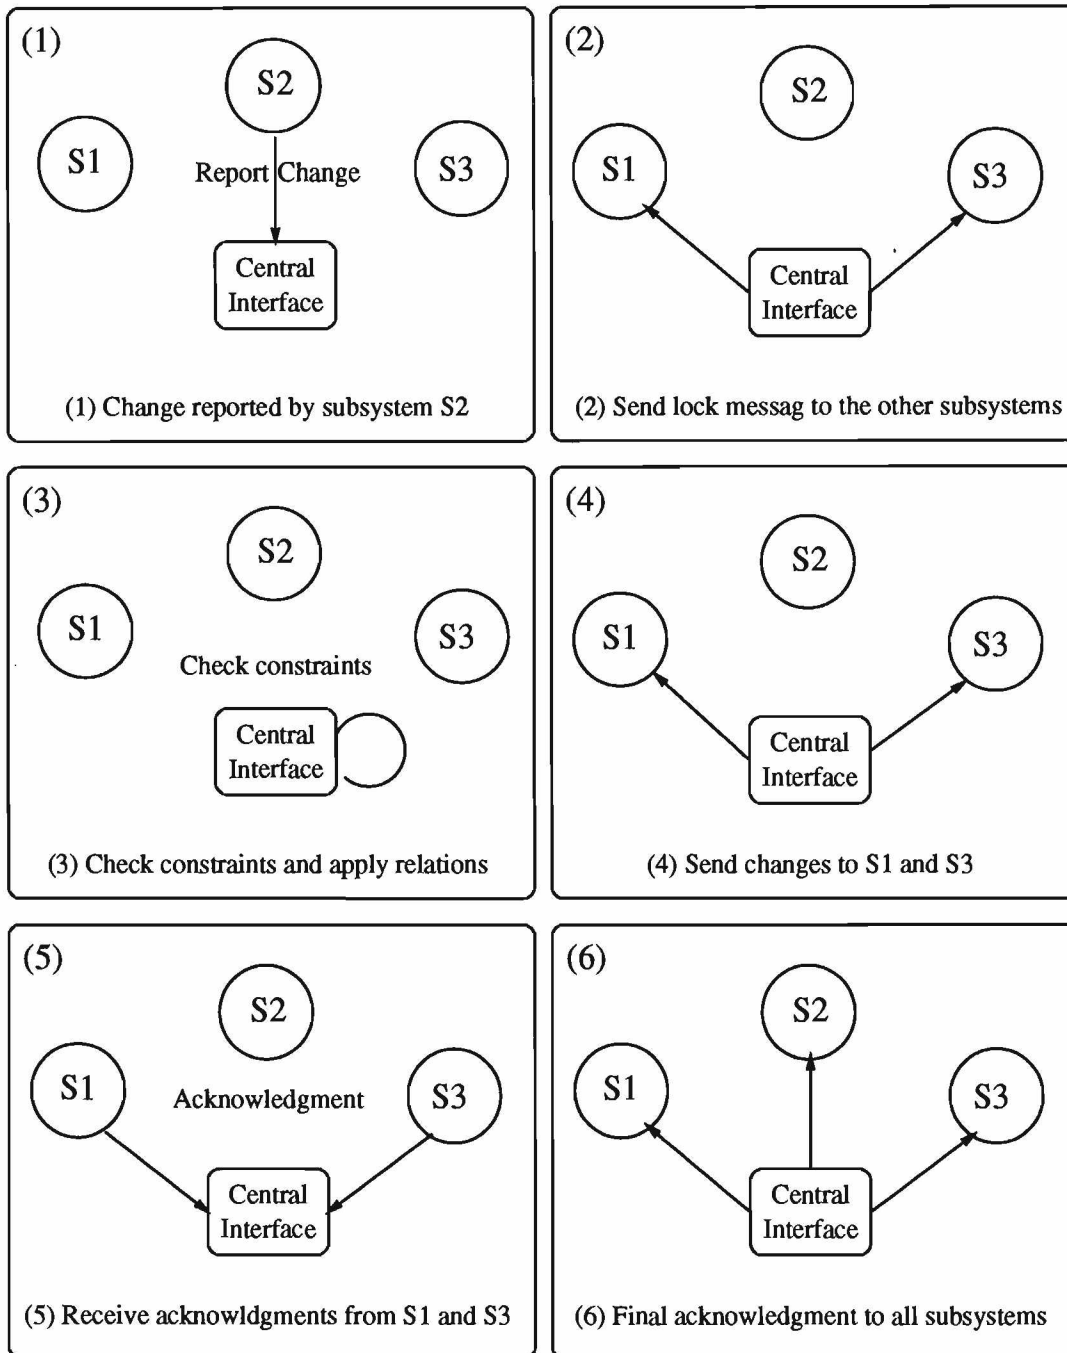 (1)
S2
S1
Report Change
S3
Central
Interface
(1) Change reported by subsystem S2
(2)
S2
S1
S3
Central
Interface
(2) Send lock messag to the other subsystems
(3)
S2
S1
S3
Check constraints
Central
Interface
(3) Check constraints and apply relations
(4)
S2
S1
S3
Central
Interface
(4) Send changes to S1 and S3
(5)
S2
S1
Acknowledgment
S3
Central
Interface
(5) Receive acknowldgments from S1 and S3
(6)
S2
S1
S3
Central
Interface
(6) Final acknowledgment to all subsystems